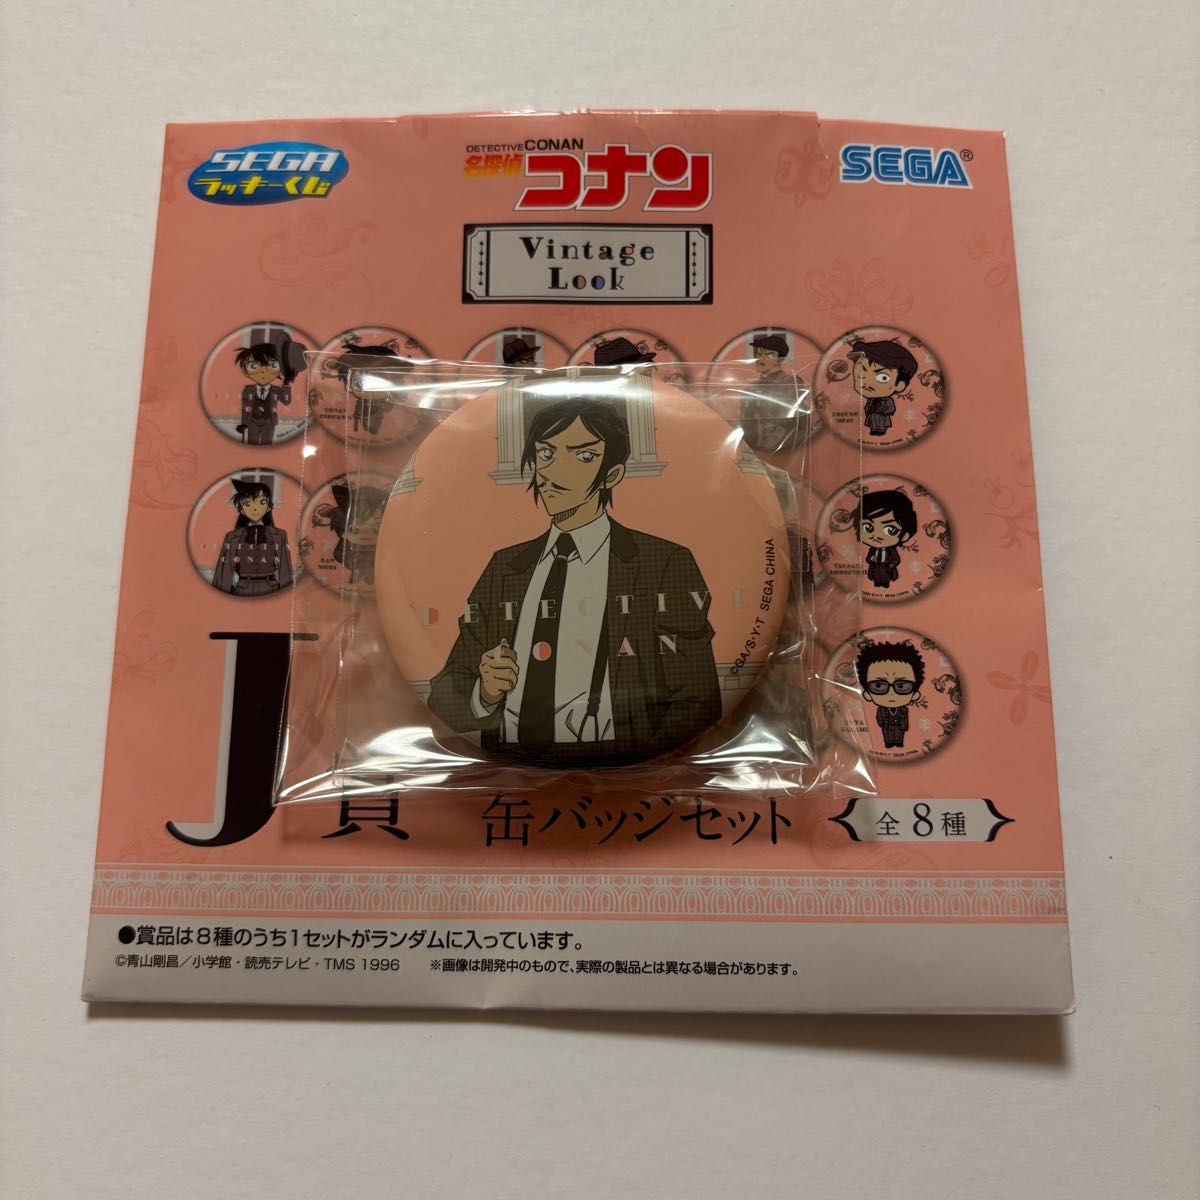 SEGA
ラッキーくじ
DETECTIVE CONAN
名探偵
コナン
SEGA®
Vintage
Look
DETECTIVE
CONAN
©GA/S・Y・T SEGA CHINA
J賞 缶バッジセット
全8種
●賞品は8種のうち1セットがランダムに入っています。
©青山剛昌/小学館・読売テレビ・TMS 1996 ※画像は開発中のもので、実際の製品とは異なる場合があります。